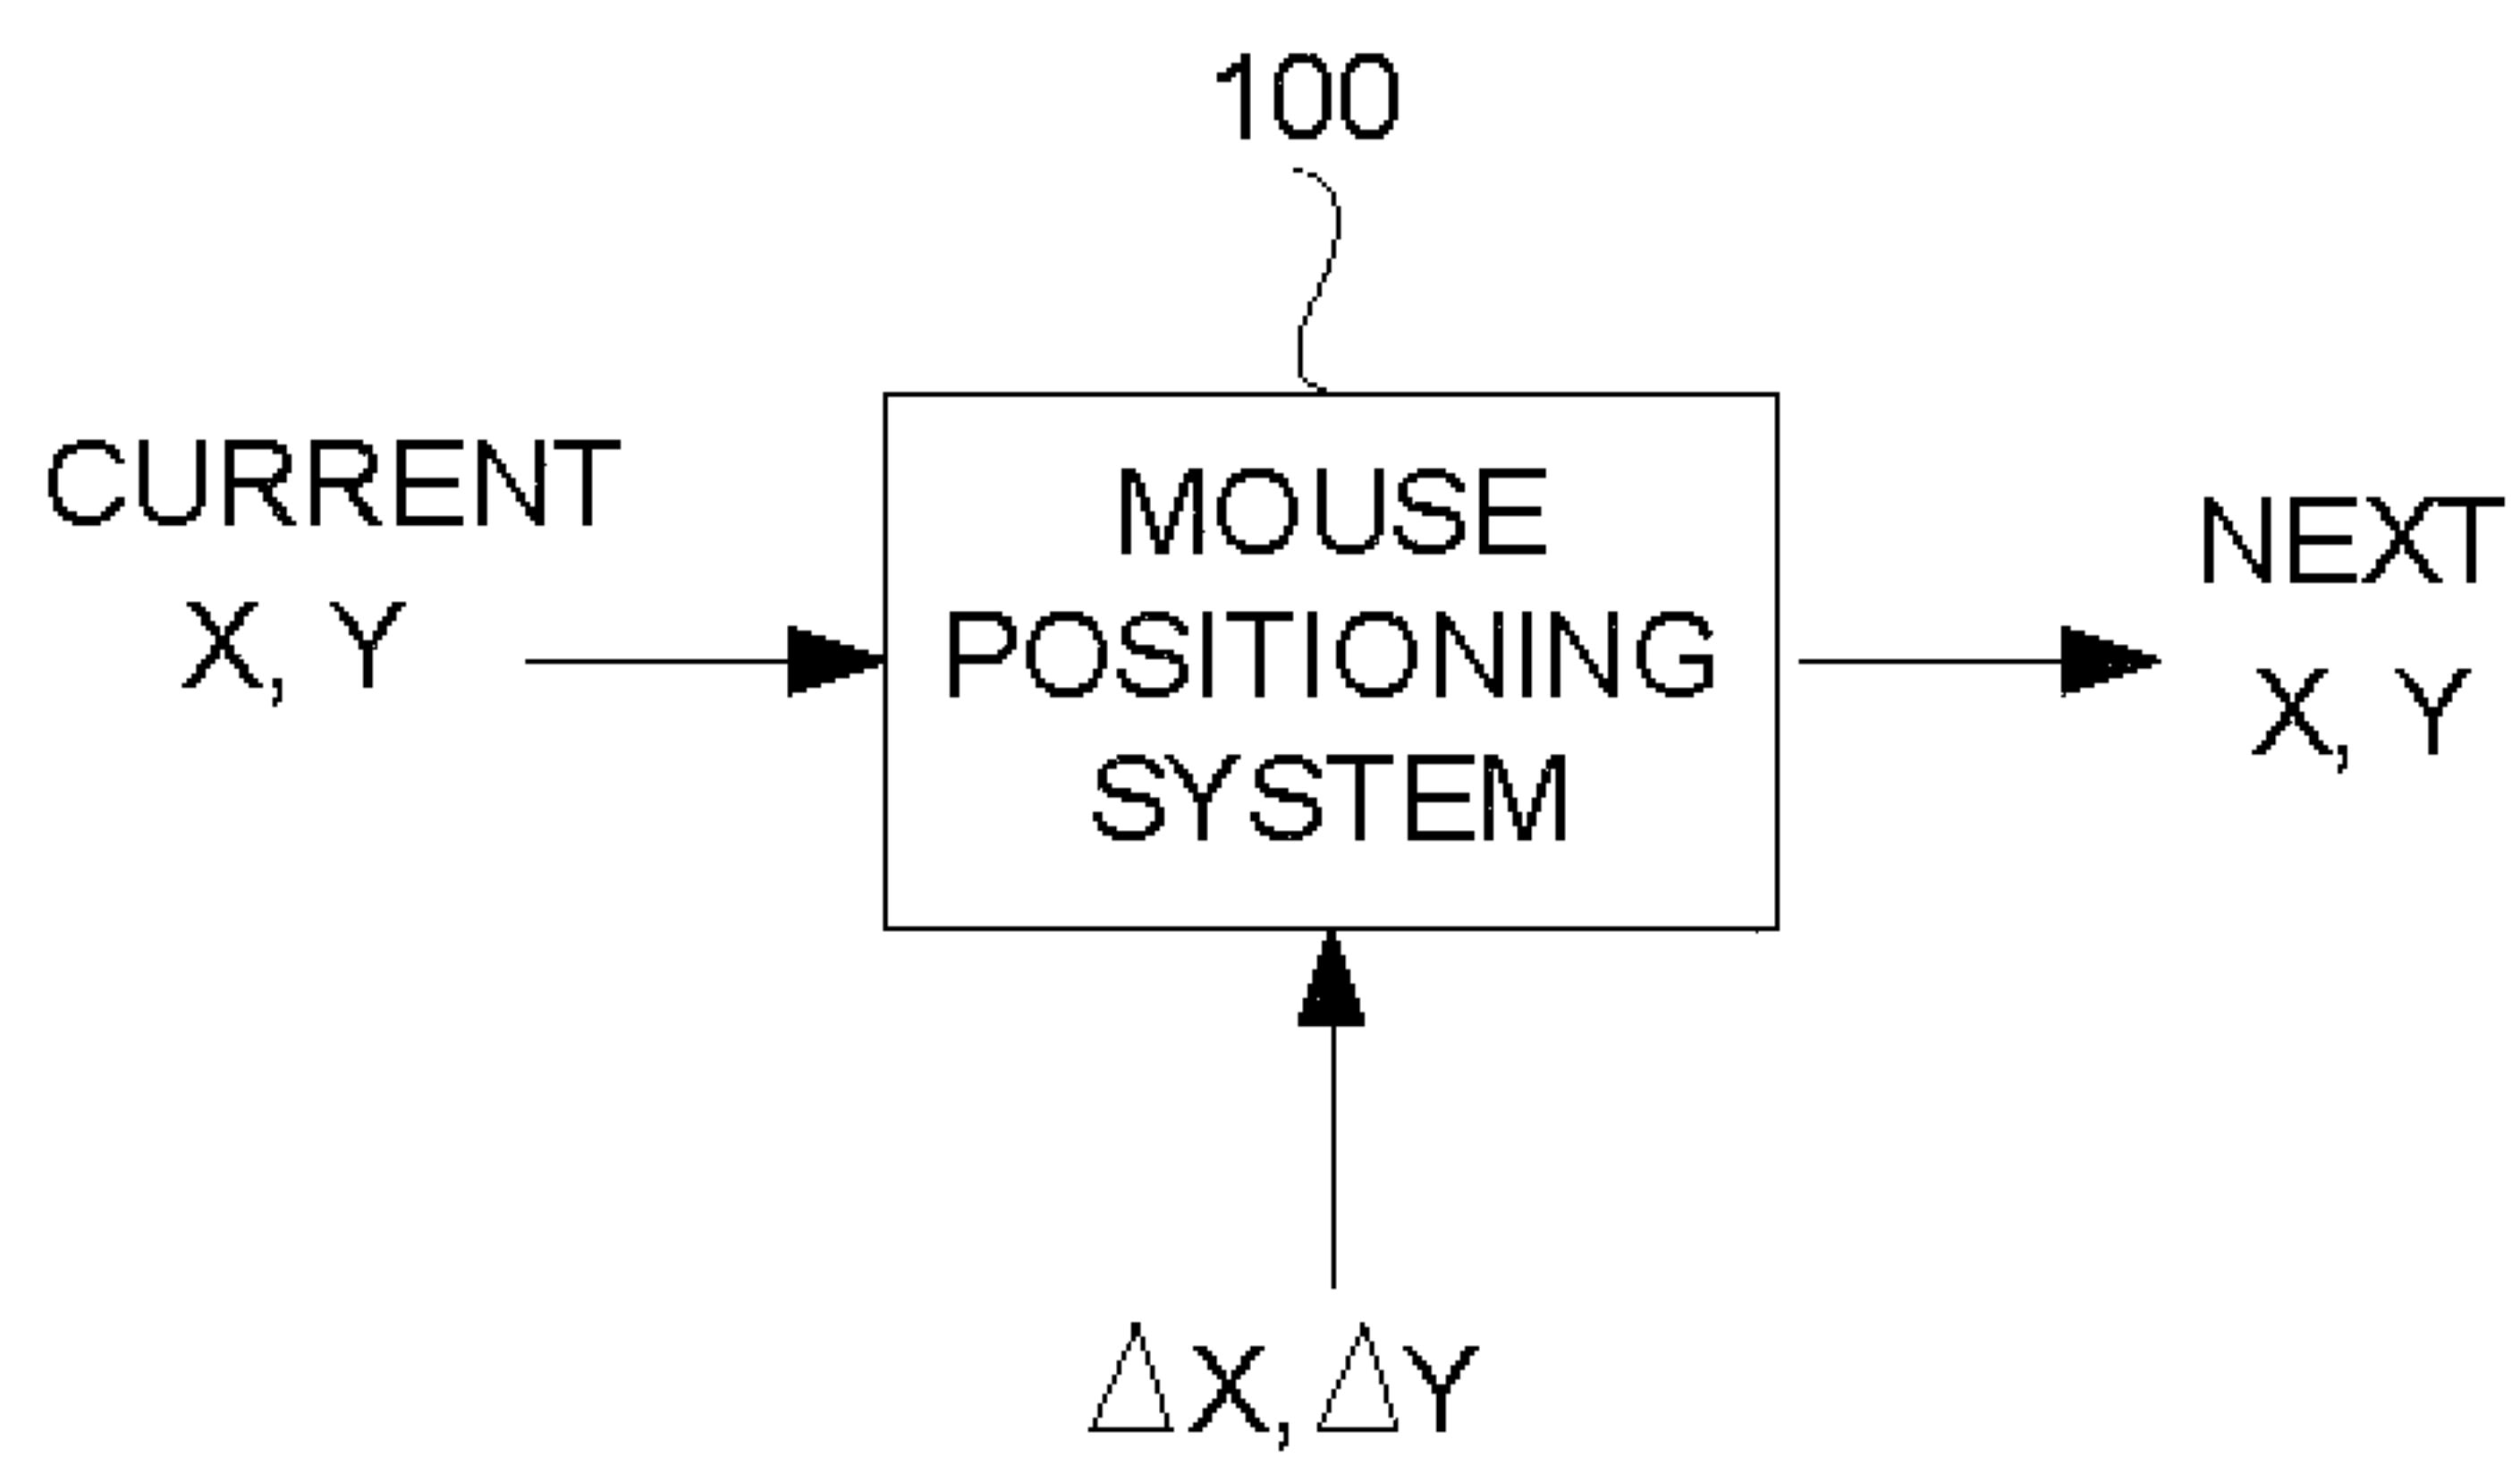 100
CURRENT
X, Y
MOUSE
POSITIONING
SYSTEM
NEXT
X, Y
ΔX, ΔY